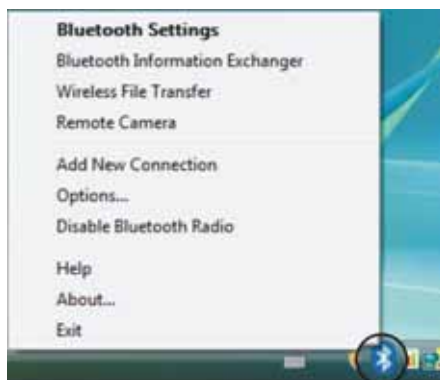 Bluetooth Settings
Bluetooth Information Exchanger
Wireless File Transfer
Remote Camera
Add New Connection
Options...
Disable Bluetooth Radio
Help
About...
Exit